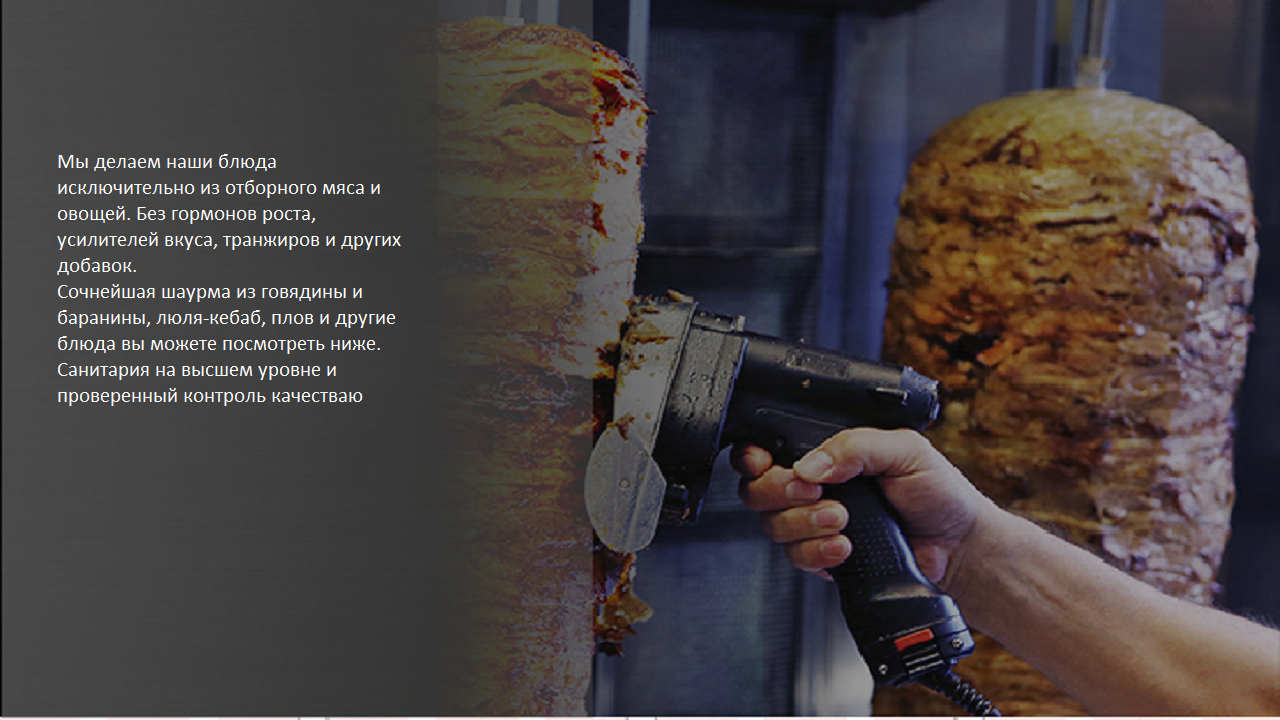 Мы делаем наши блюда
исключительно из отборного мяса и
овощей. Без гормонов роста,
усилителей вкуса, транжиров и других
добавок.
Сочнейшая шаурма из говядины и
баранины, люля-кебаб, плов и другие
блюда вы можете посмотреть ниже.
Санитария на высшем уровне и
проверенный контроль качестваю